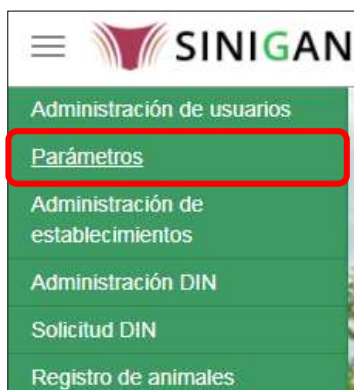 SINIGAN
Administración de usuarios
Parámetros
Administración de
establecimientos
Administración DIN
Solicitud DIN
Registro de animales